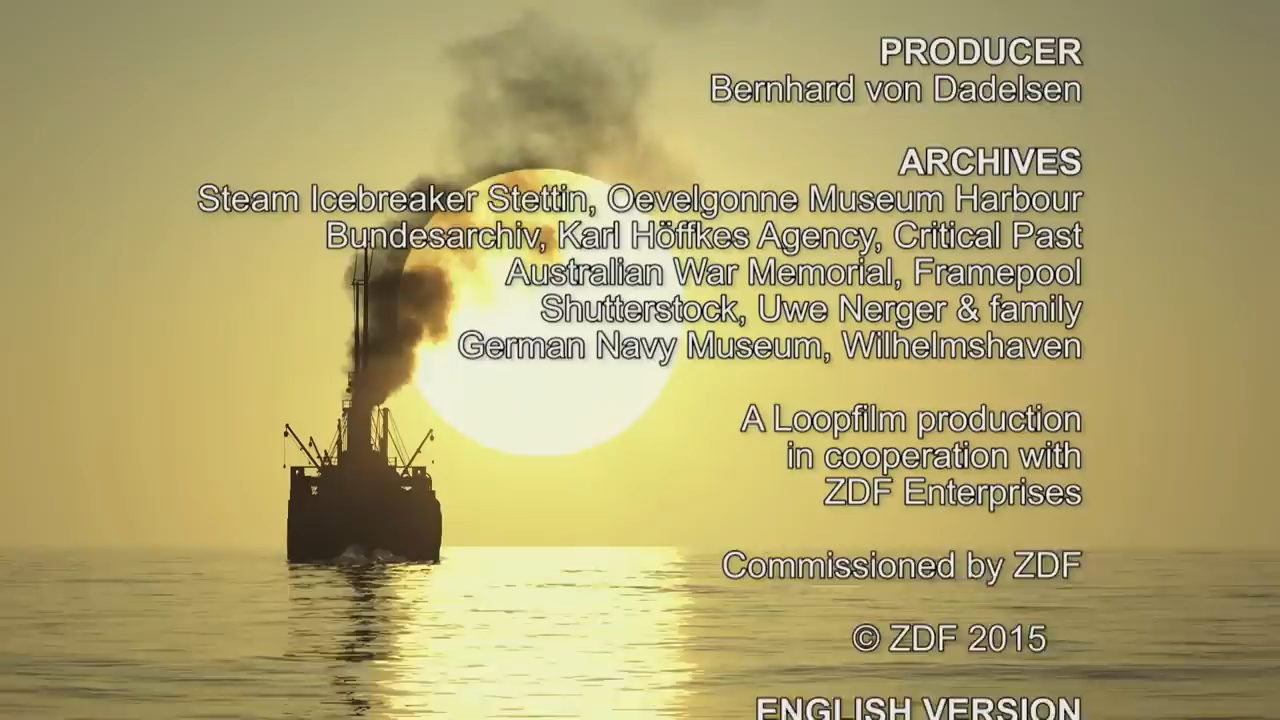 PRODUCER
Bernhard von Dadelsen
ARCHIVES
Steam Icebreaker Stettin, Oevelgonne Museum Harbour
Bundesarchiv, Karl Höffkes Agency, Critical Past
Australian War Memorial, Framepool
Shutterstock, Uwe Nerger & family
German Navy Museum, Wilhelmshaven
A Loopfilm production
in cooperation with
ZDF Enterprises
Commissioned by ZDF
© ZDF 2015
ENGLISH VERSION